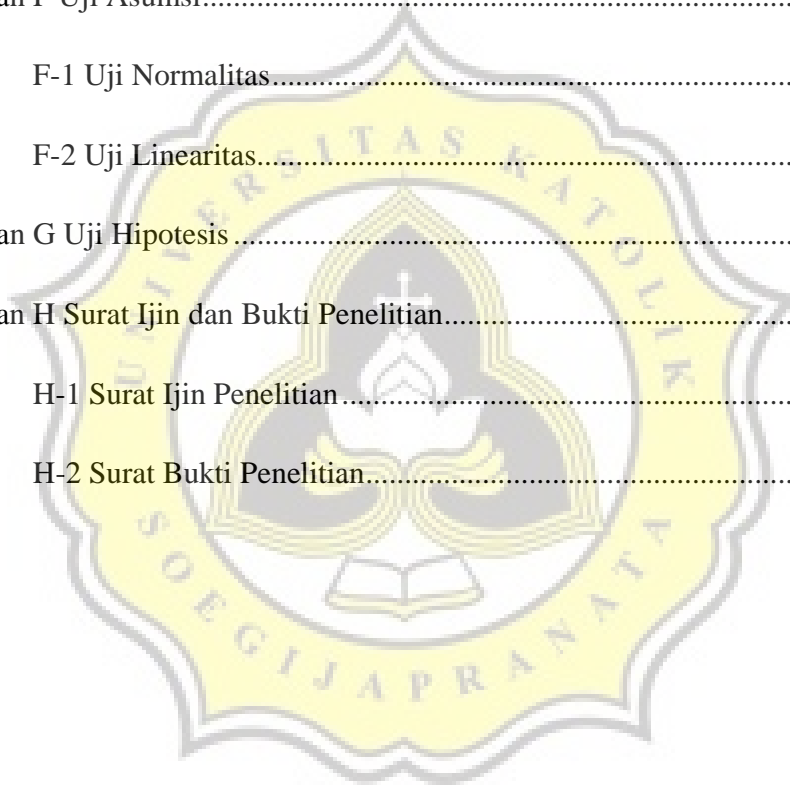 an F Uji Asumsi
F-1 Uji Normalitas
F-2 Uji Linearitas
an G Uji Hipotesis
an H Surat Ijin dan Bukti Penelitian
H-1 Surat Ijin Penelitian
H-2 Surat Bukti Penelitian
UNIVERSITAS KATOLIK
SOEGIJAPRANATA